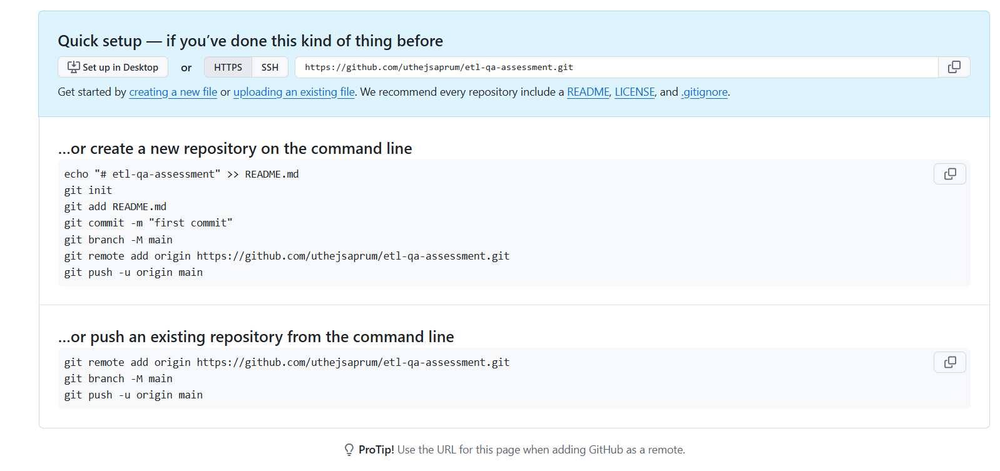 Quick setup — if you’ve done this kind of thing before
Set up in Desktop or HTTPS SSH https://github.com/uthejsaprum/etl-qa-assessment.git
Get started by creating a new file or uploading an existing file. We recommend every repository include a README, LICENSE, and .gitignore.
…or create a new repository on the command line
echo "# etl-qa-assessment" >> README.md
git init
git add README.md
git commit -m "first commit"
git branch -M main
git remote add origin https://github.com/uthejsaprum/etl-qa-assessment.git
git push -u origin main
…or push an existing repository from the command line
git remote add origin https://github.com/uthejsaprum/etl-qa-assessment.git
git branch -M main
git push -u origin main
ProTip! Use the URL for this page when adding GitHub as a remote.